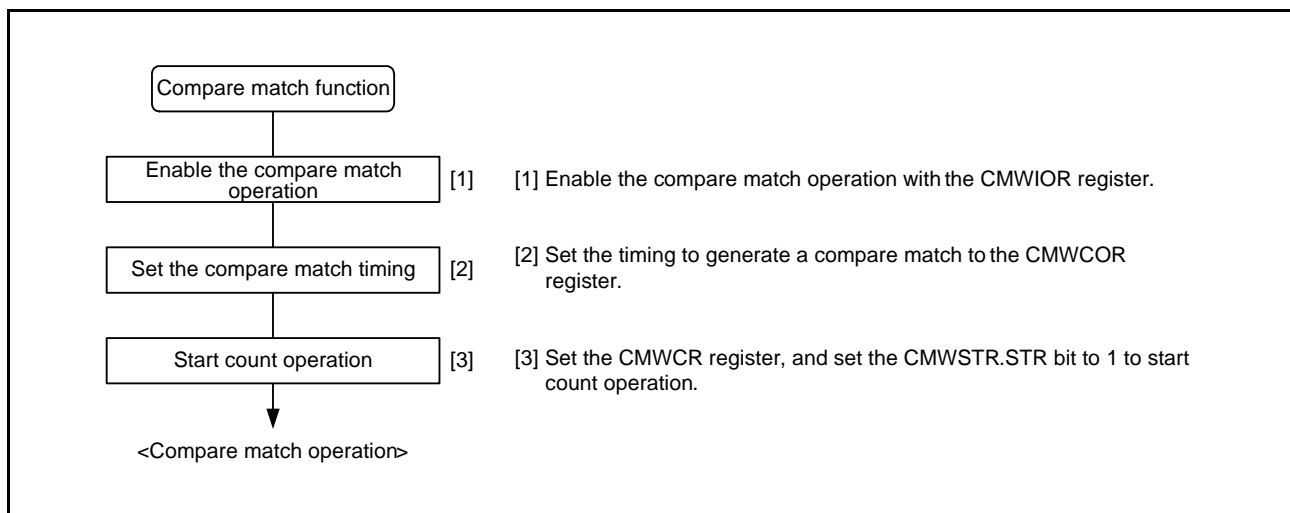 Compare match function
Enable the compare match
operation
[1]
[1] Enable the compare match operation with the CMWIOR register.
Set the compare match timing
[2]
[2] Set the timing to generate a compare match to the CMWCOR
register.
Start count operation
[3]
[3] Set the CMWCR register, and set the CMWSTR.STR bit to 1 to start
count operation.
<Compare match operation>